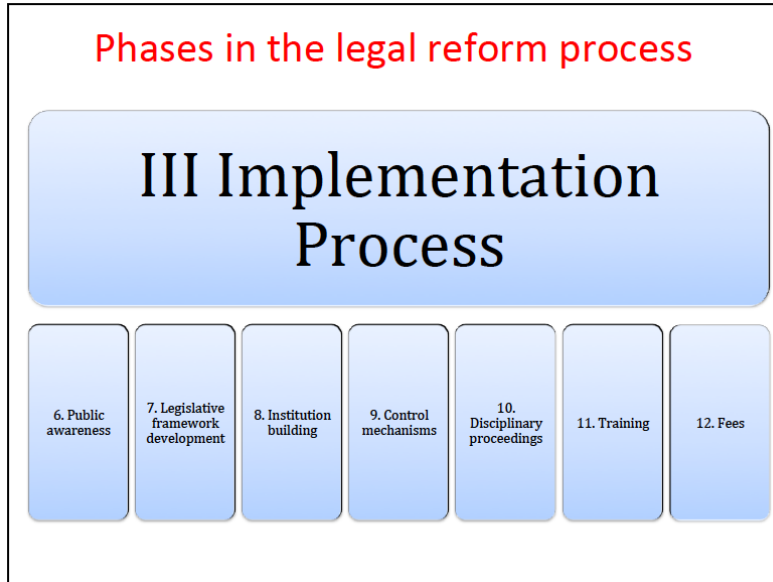 Phases in the legal reform process
III Implementation
Process
6. Public
awareness
7. Legislative
framework
development
8. Institution
building
9. Control
mechanisms
10.
Disciplinary
proceedings
11. Training
12. Fees